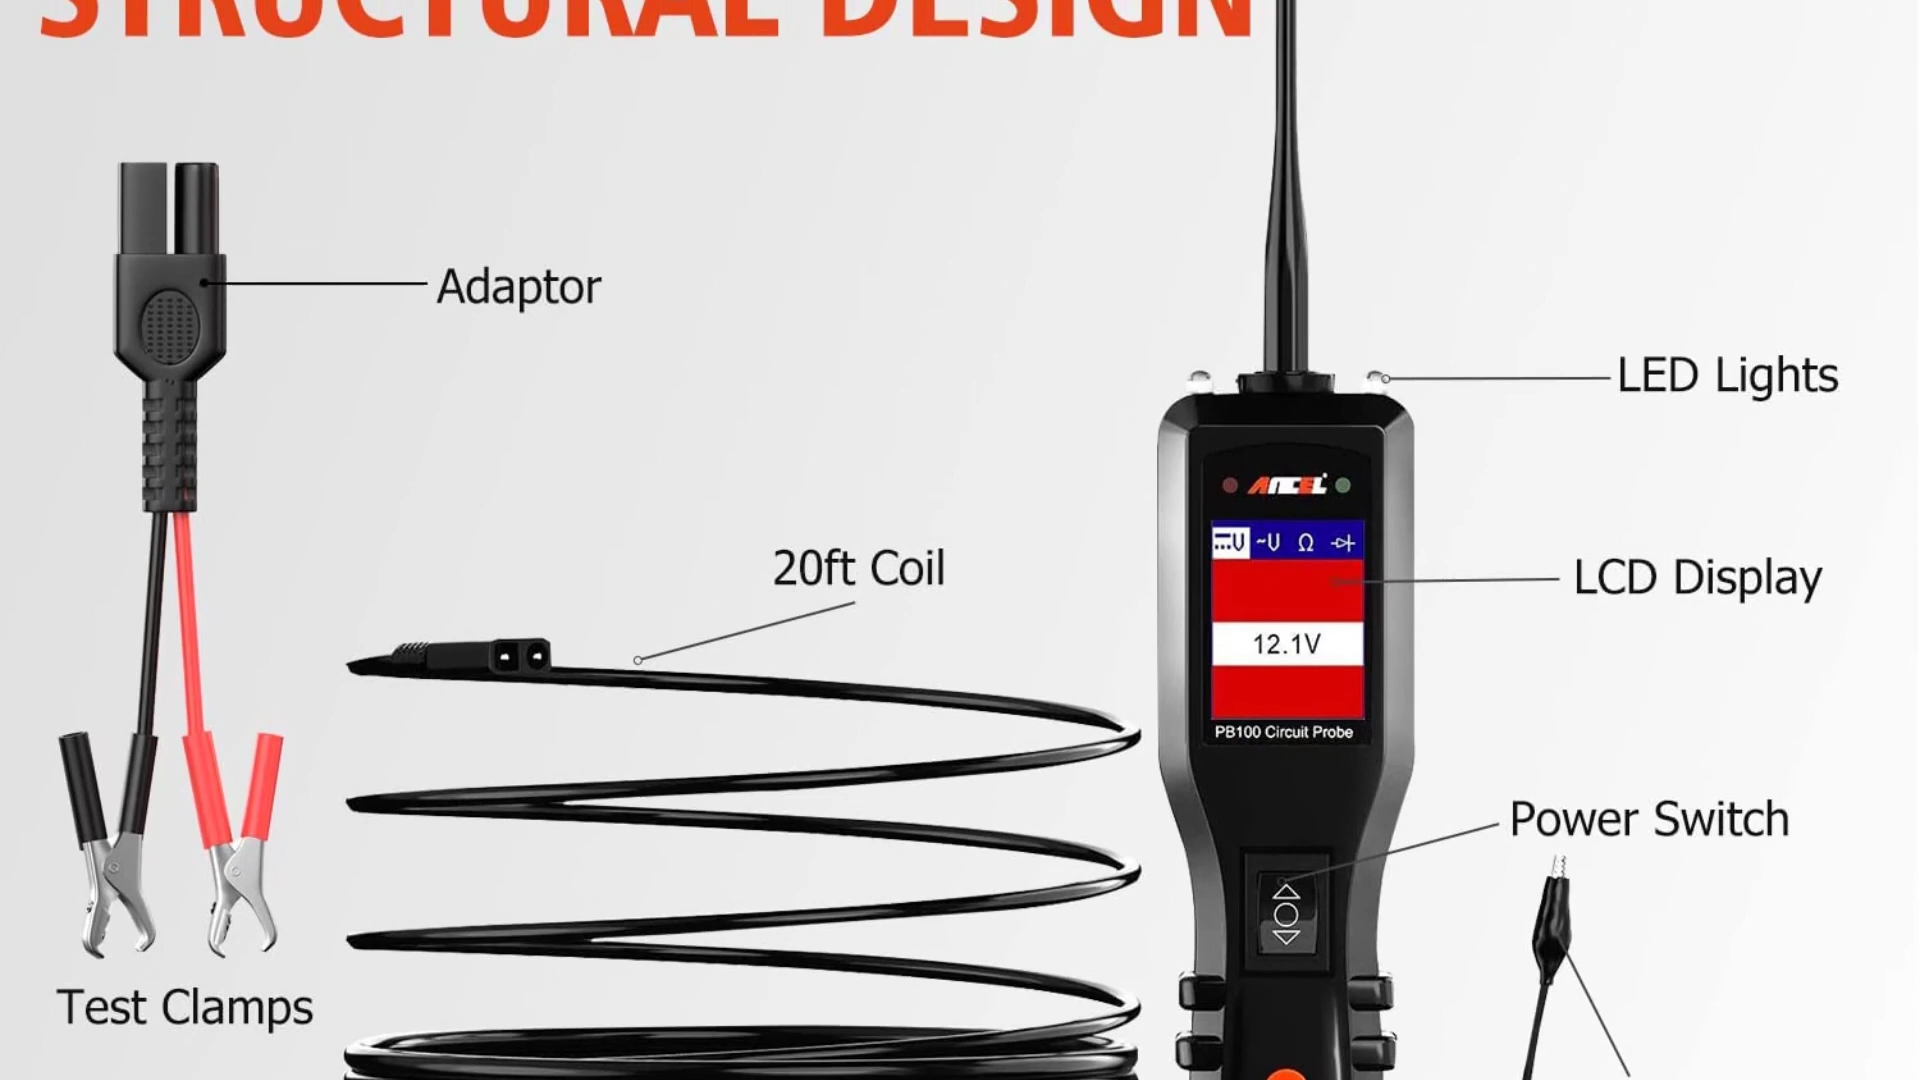 STRUCTURAL DESIGN
Adaptor
LED Lights
ANCEL
⎓V ~V Ω
20ft Coil
LCD Display
12.1V
PB100 Circuit Probe
Power Switch
Test Clamps